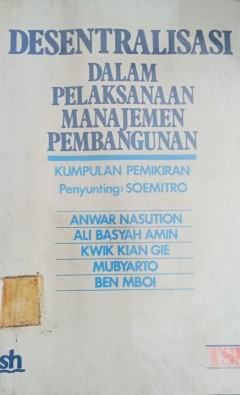 DESENTRALISASI
DALAM
PELAKSANAAN
MANAJEMEN
PEMBANGUNAN
KUMPULAN PEMIKIRAN
Penyunting: SOEMITRO
ANWAR NASUTION
ALI BASYAH AMIN
KWIK KIAN GIE
MUBYARTO
BEN MBOI
sh